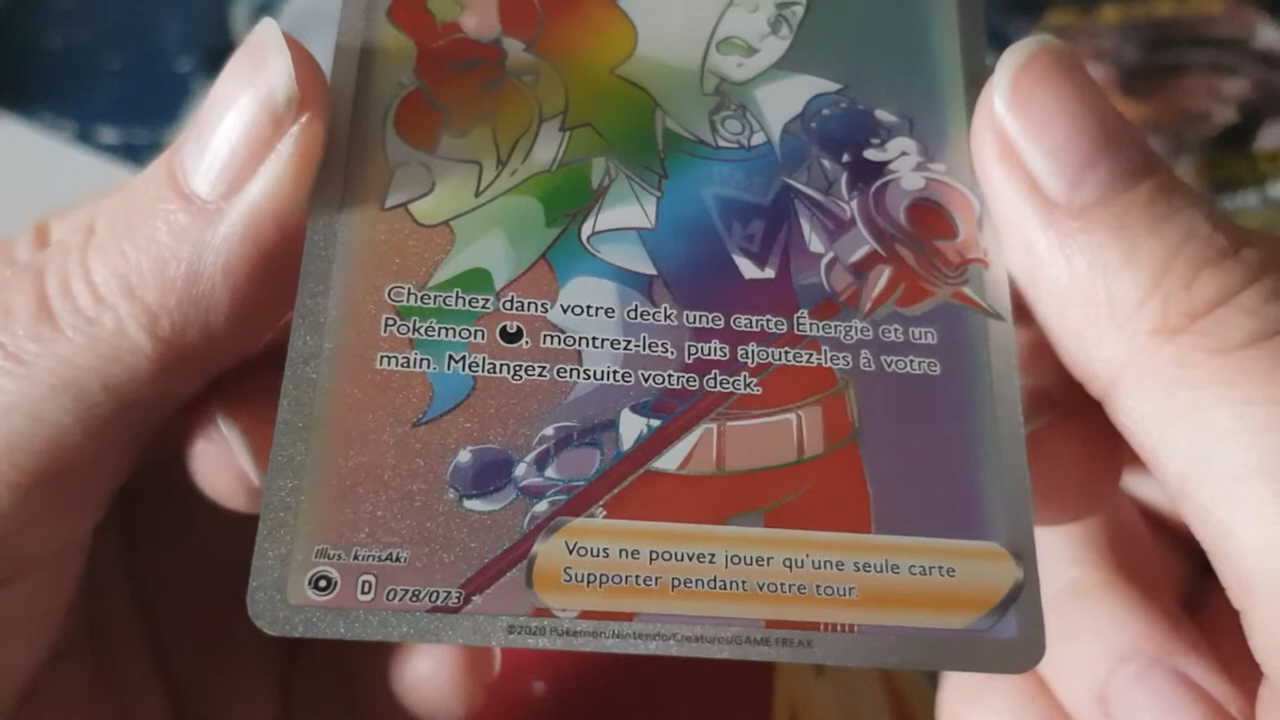 Cherchez dans votre deck une carte Énergie et un
Pokémon , montrez-les, puis ajoutez-les à votre
main. Mélangez ensuite votre deck.
Vous ne pouvez jouer qu'une seule carte
Supporter pendant votre tour.
Illus. kirisAki
D 078/073
©2020 Pokémon/Nintendo/Creatures/GAME FREAK